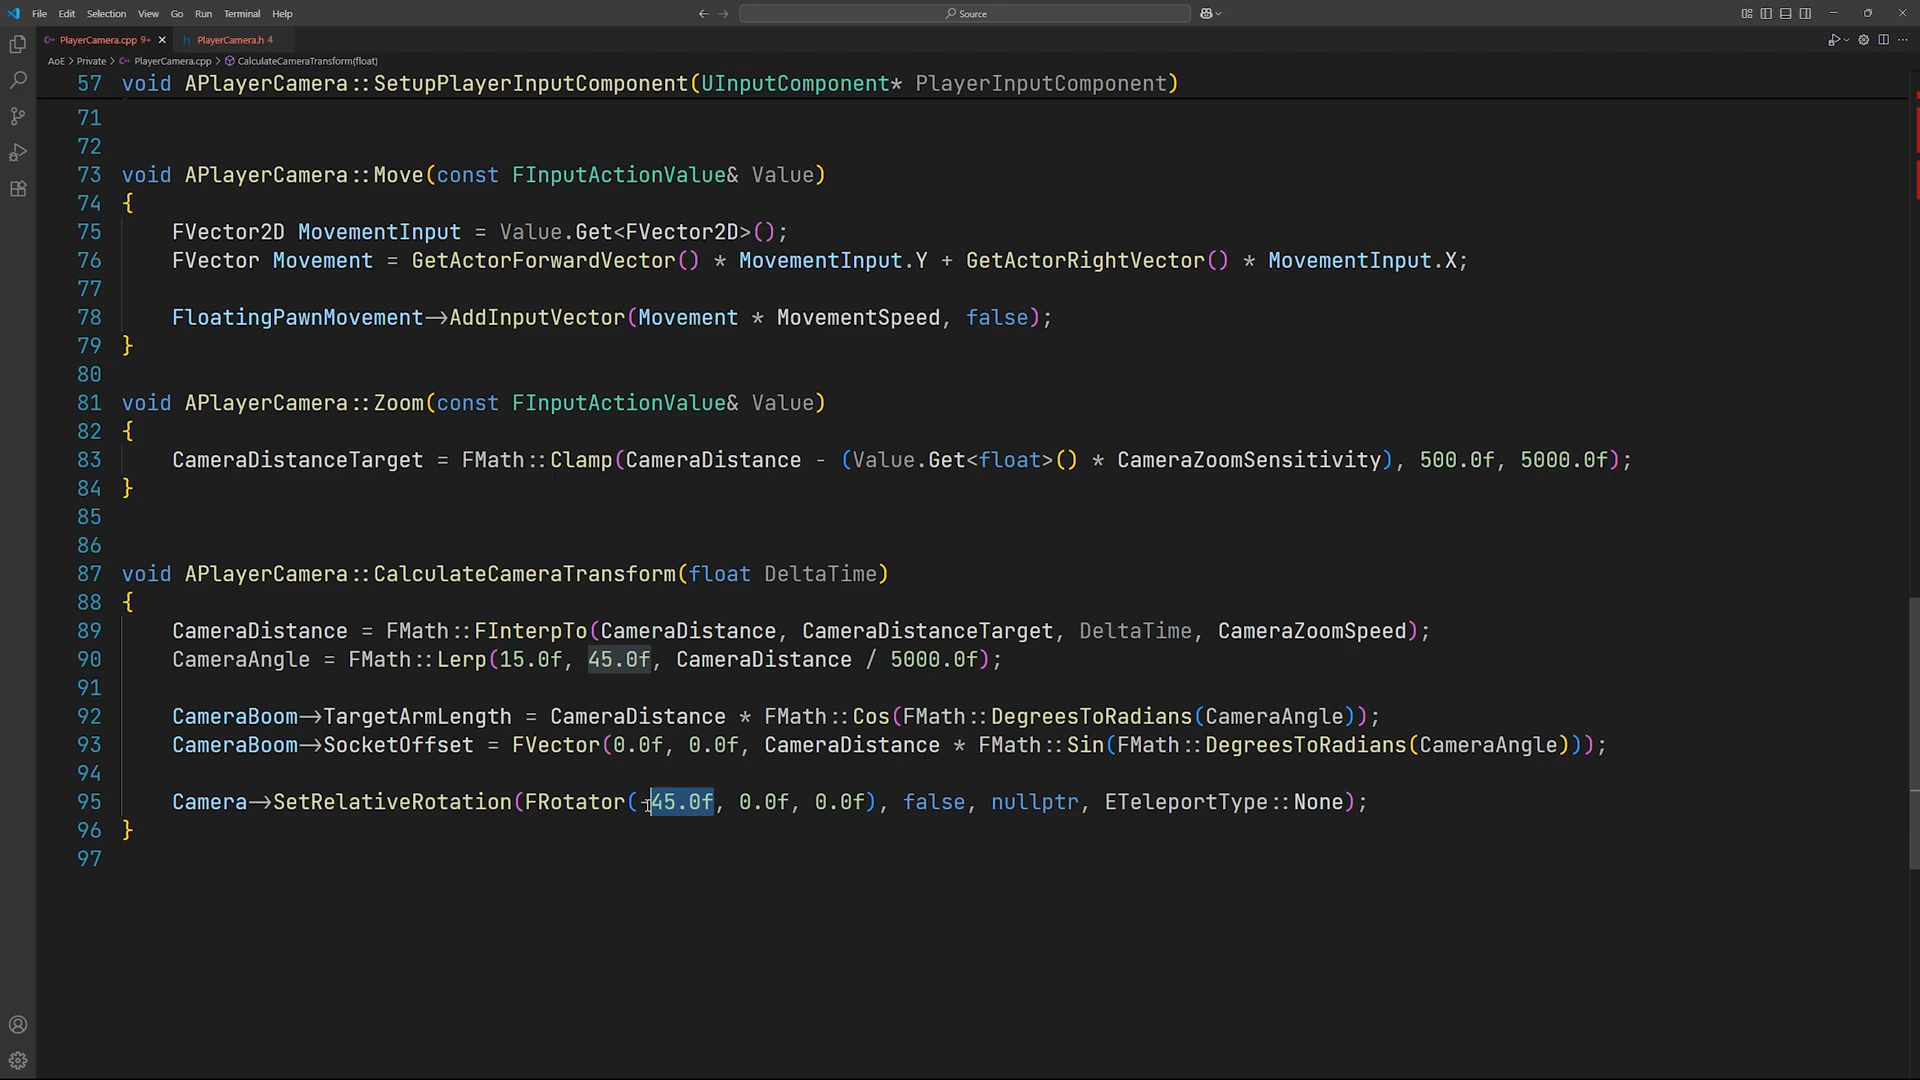 File Edit Selection View Go Run Terminal Help
Source
PlayerCamera.cpp 9+
PlayerCamera.h 4
AoE > Private > PlayerCamera.cpp > CalculateCameraTransform(float)
57 void APlayerCamera::SetupPlayerInputComponent(UInputComponent* PlayerInputComponent)
71
72
73 void APlayerCamera::Move(const FInputActionValue& Value)
74 {
75 FVector2D MovementInput = Value.Get<FVector2D>();
76 FVector Movement = GetActorForwardVector() * MovementInput.Y + GetActorRightVector() * MovementInput.X;
77
78 FloatingPawnMovement->AddInputVector(Movement * MovementSpeed, false);
79 }
80
81 void APlayerCamera::Zoom(const FInputActionValue& Value)
82 {
83 CameraDistanceTarget = FMath::Clamp(CameraDistance - (Value.Get<float>() * CameraZoomSensitivity), 500.0f, 5000.0f);
84 }
85
86
87 void APlayerCamera::CalculateCameraTransform(float DeltaTime)
88 {
89 CameraDistance = FMath::FInterpTo(CameraDistance, CameraDistanceTarget, DeltaTime, CameraZoomSpeed);
90 CameraAngle = FMath::Lerp(15.0f, 45.0f, CameraDistance / 5000.0f);
91
92 CameraBoom->TargetArmLength = CameraDistance * FMath::Cos(FMath::DegreesToRadians(CameraAngle));
93 CameraBoom->SocketOffset = FVector(0.0f, 0.0f, CameraDistance * FMath::Sin(FMath::DegreesToRadians(CameraAngle)));
94
95 Camera->SetRelativeRotation(FRotator(-45.0f, 0.0f, 0.0f), false, nullptr, ETeleportType::None);
96 }
97